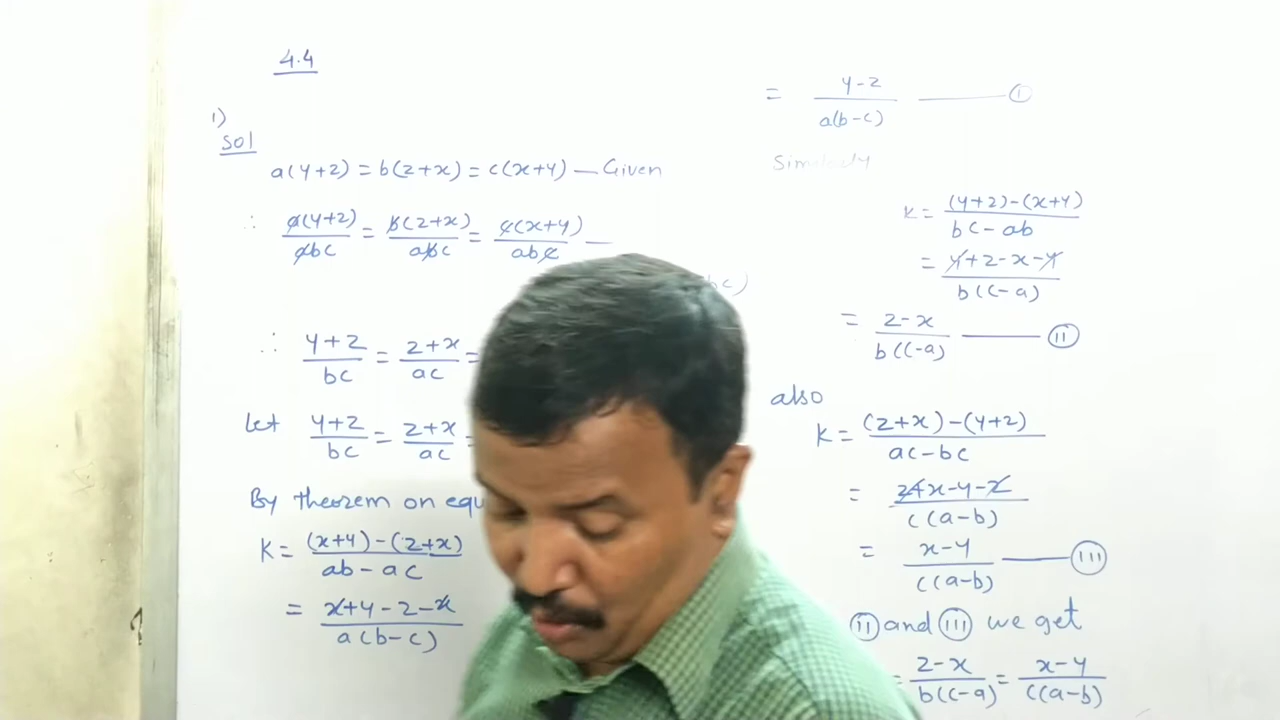 4.4
1)
Sol
a(y+z) = b(z+x) = c(x+y) — Given
∴ a(y+z)/abc = b(z+x)/abc = c(x+y)/abc —
bc)
∴ y+z/bc = z+x/ac =
Let y+z/bc = z+x/ac =
By theorem on equ
K = (x+y)-(z+x)/ab-ac
= x+y-z-x/a(b-c)
= y-z/a(b-c) — (I)
Similarly
K = (y+z)-(x+y)/bc-ab
= y+z-x-y/b(c-a)
= z-x/b(c-a) — (II)
also
K = (z+x)-(y+z)/ac-bc
= z+x-y-z/c(a-b)
= x-y/c(a-b) — (III)
(II) and (III) we get
= z-x/b(c-a) = x-y/c(a-b)